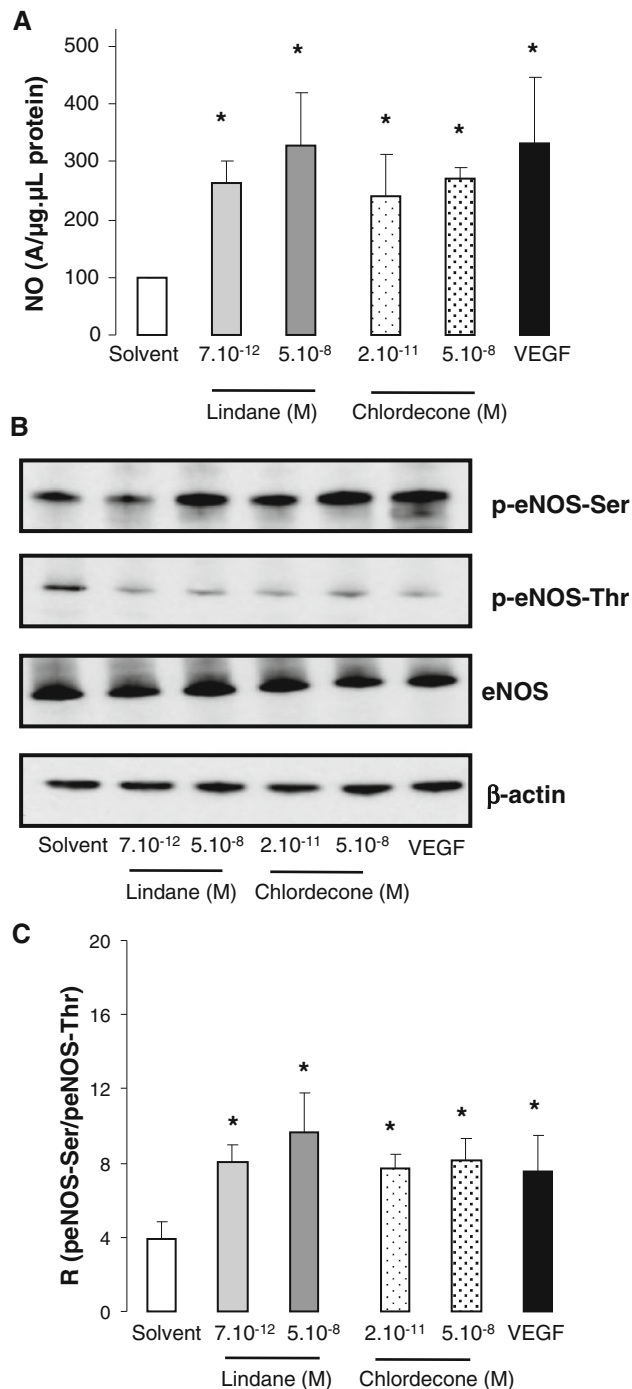 A
NO (A/µg.µL protein)
500
400
300
200
100
0
* * * * *
Solvent 7.10⁻¹² 5.10⁻⁸ 2.10⁻¹¹ 5.10⁻⁸ VEGF
Lindane (M) Chlordecone (M)
B
p-eNOS-Ser
p-eNOS-Thr
eNOS
β-actin
Solvent 7.10⁻¹² 5.10⁻⁸ 2.10⁻¹¹ 5.10⁻⁸ VEGF
Lindane (M) Chlordecone (M)
C
R (peNOS-Ser/peNOS-Thr)
20
16
12
8
4
0
* * * * *
Solvent 7.10⁻¹² 5.10⁻⁸ 2.10⁻¹¹ 5.10⁻⁸ VEGF
Lindane (M) Chlordecone (M)